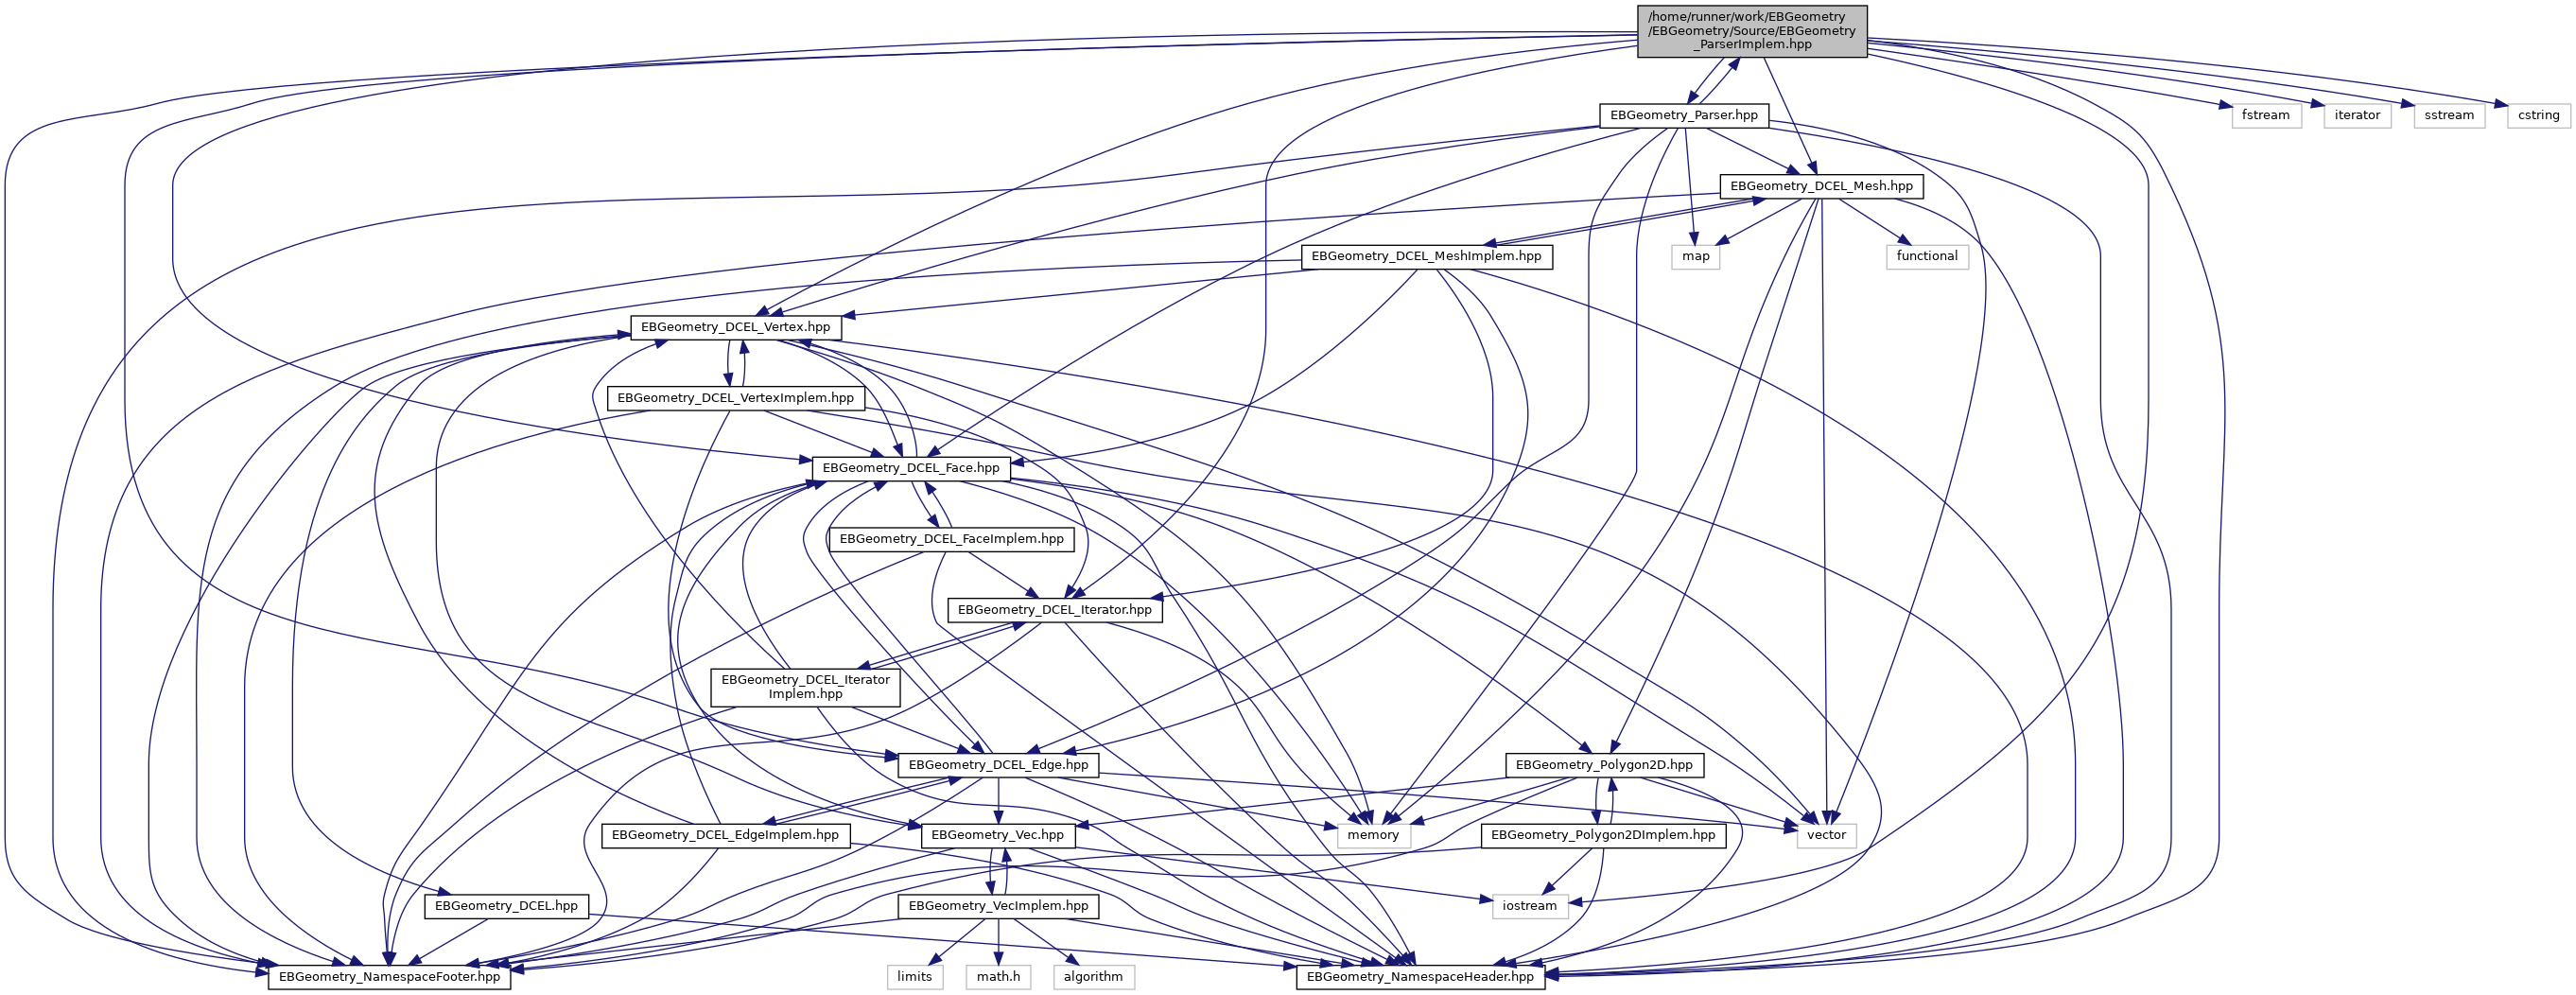 /home/runner/work/EBGeometry
/EBGeometry/Source/EBGeometry
_ParserImplem.hpp
EBGeometry_Parser.hpp
fstream
iterator
sstream
cstring
EBGeometry_DCEL_Mesh.hpp
EBGeometry_DCEL_MeshImplem.hpp
map
functional
EBGeometry_DCEL_Vertex.hpp
EBGeometry_DCEL_VertexImplem.hpp
EBGeometry_DCEL_Face.hpp
EBGeometry_DCEL_FaceImplem.hpp
EBGeometry_DCEL_Iterator.hpp
EBGeometry_DCEL_Iterator
Implem.hpp
EBGeometry_DCEL_Edge.hpp
EBGeometry_Polygon2D.hpp
EBGeometry_DCEL_EdgeImplem.hpp
EBGeometry_Vec.hpp
memory
EBGeometry_Polygon2DImplem.hpp
vector
EBGeometry_DCEL.hpp
EBGeometry_VecImplem.hpp
iostream
EBGeometry_NamespaceFooter.hpp
limits
math.h
algorithm
EBGeometry_NamespaceHeader.hpp